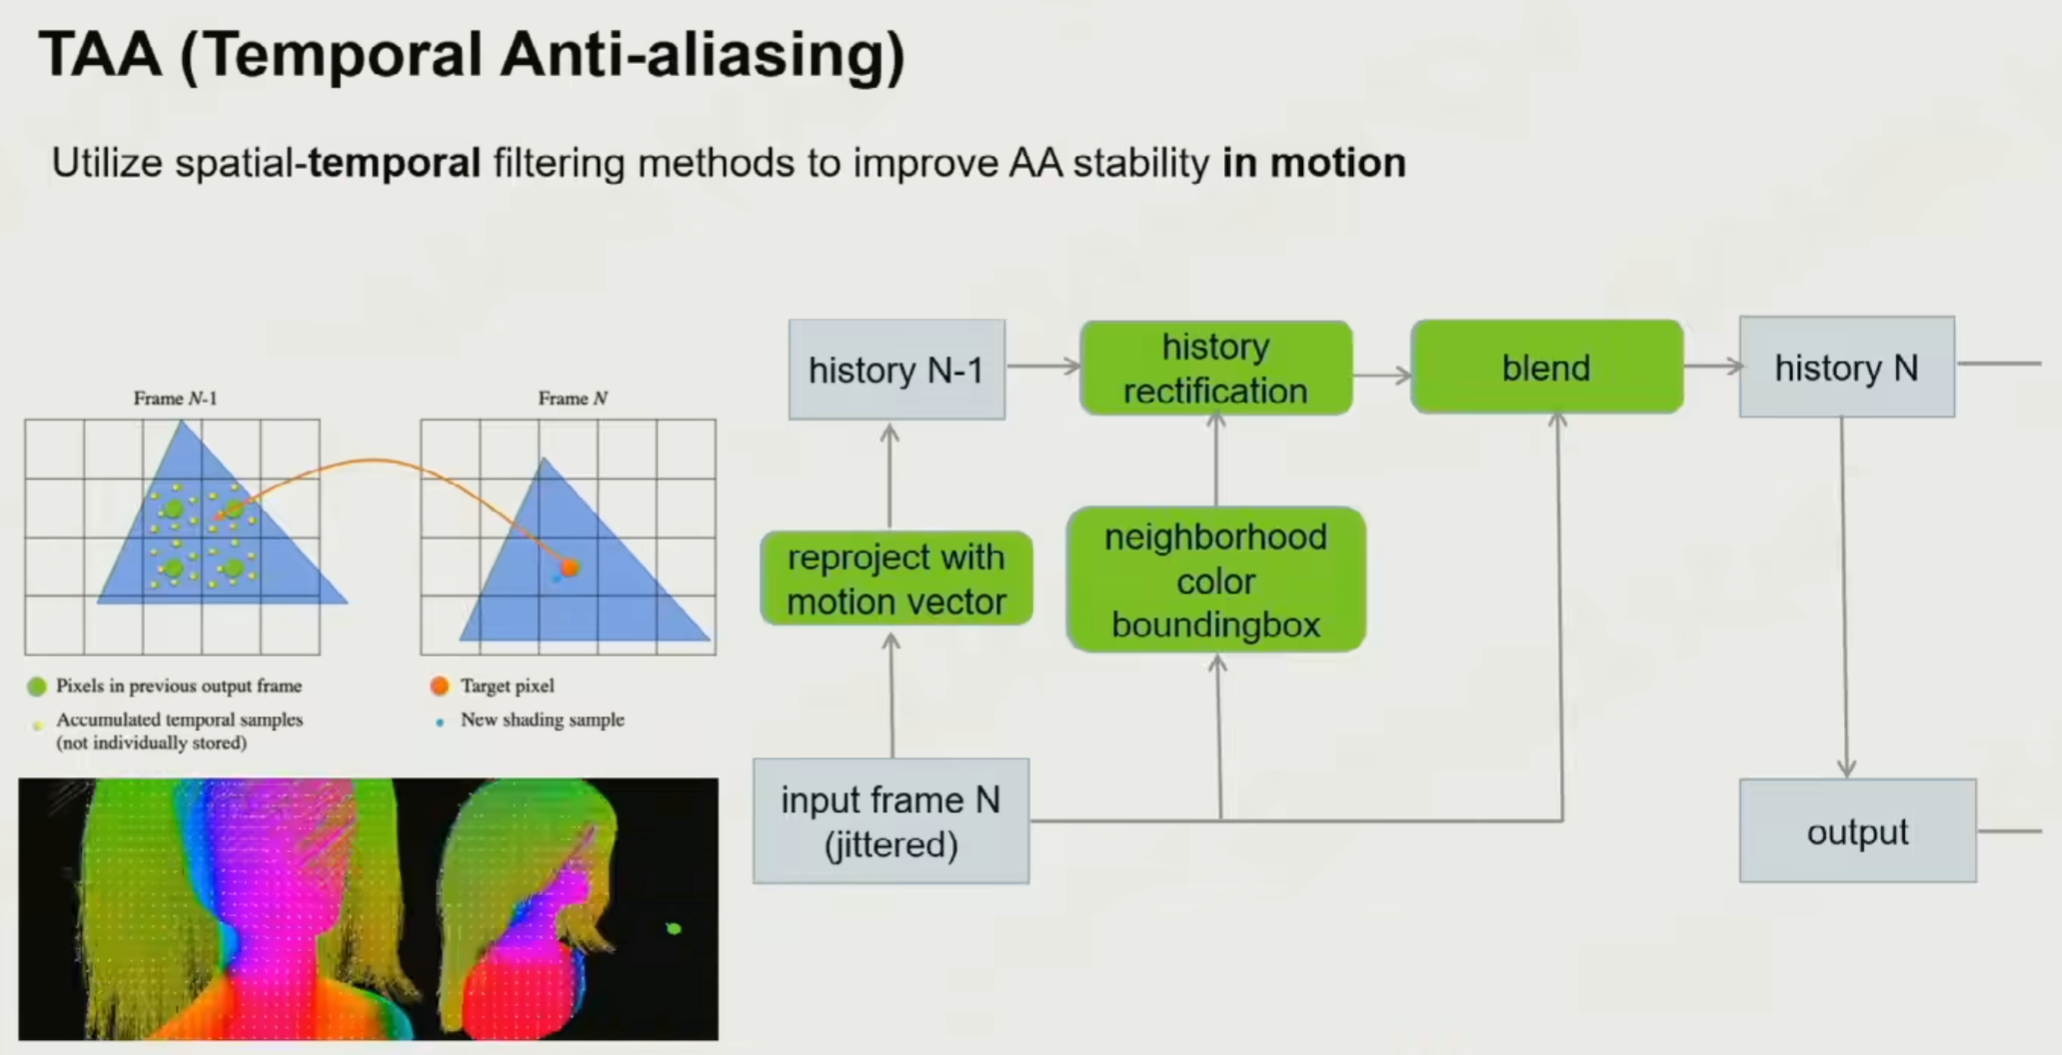 TAA (Temporal Anti-aliasing)
Utilize spatial-temporal filtering methods to improve AA stability in motion
Frame N-1
Frame N
Pixels in previous output frame
Accumulated temporal samples
(not individually stored)
Target pixel
New shading sample
history N-1
history
rectification
blend
history N
reproject with
motion vector
neighborhood
color
boundingbox
input frame N
(jittered)
output